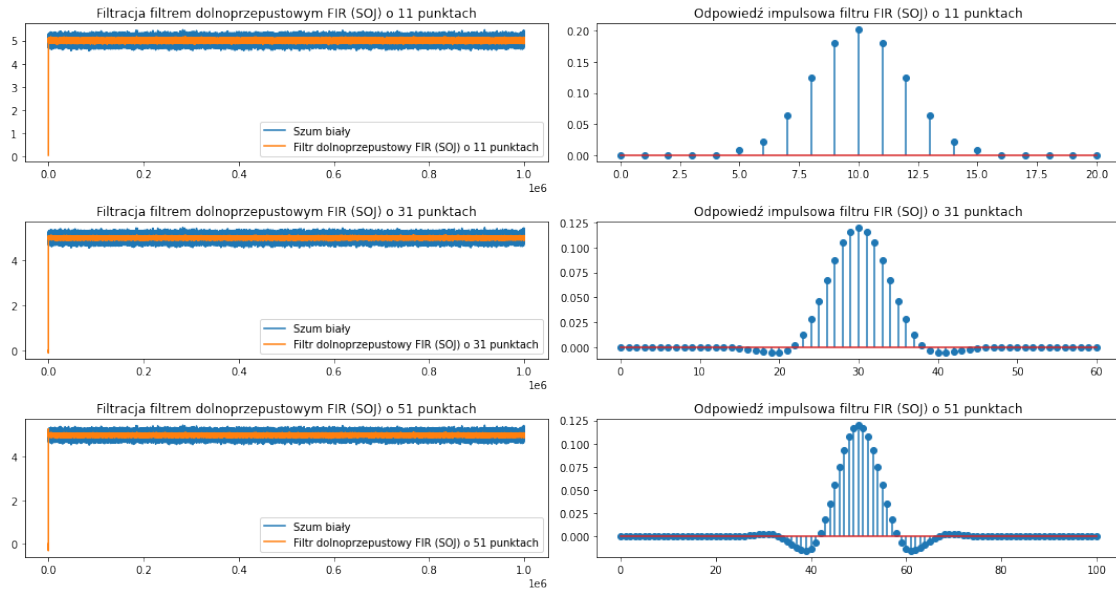 Filtracja filtrem dolnoprzepustowym FIR (SOJ) o 11 punktach
5
4
3
2
1
0
Szum biały
Filtr dolnoprzepustowy FIR (SOJ) o 11 punktach
0.0 0.2 0.4 0.6 0.8 1.0
1e6
Odpowiedź impulsowa filtru FIR (SOJ) o 11 punktach
0.20
0.15
0.10
0.05
0.00
0.0 2.5 5.0 7.5 10.0 12.5 15.0 17.5 20.0
Filtracja filtrem dolnoprzepustowym FIR (SOJ) o 31 punktach
4
2
0
Szum biały
Filtr dolnoprzepustowy FIR (SOJ) o 31 punktach
0.0 0.2 0.4 0.6 0.8 1.0
1e6
Odpowiedź impulsowa filtru FIR (SOJ) o 31 punktach
0.125
0.100
0.075
0.050
0.025
0.000
0 10 20 30 40 50 60
Filtracja filtrem dolnoprzepustowym FIR (SOJ) o 51 punktach
4
2
0
Szum biały
Filtr dolnoprzepustowy FIR (SOJ) o 51 punktach
0.0 0.2 0.4 0.6 0.8 1.0
1e6
Odpowiedź impulsowa filtru FIR (SOJ) o 51 punktach
0.125
0.100
0.075
0.050
0.025
0.000
0 20 40 60 80 100